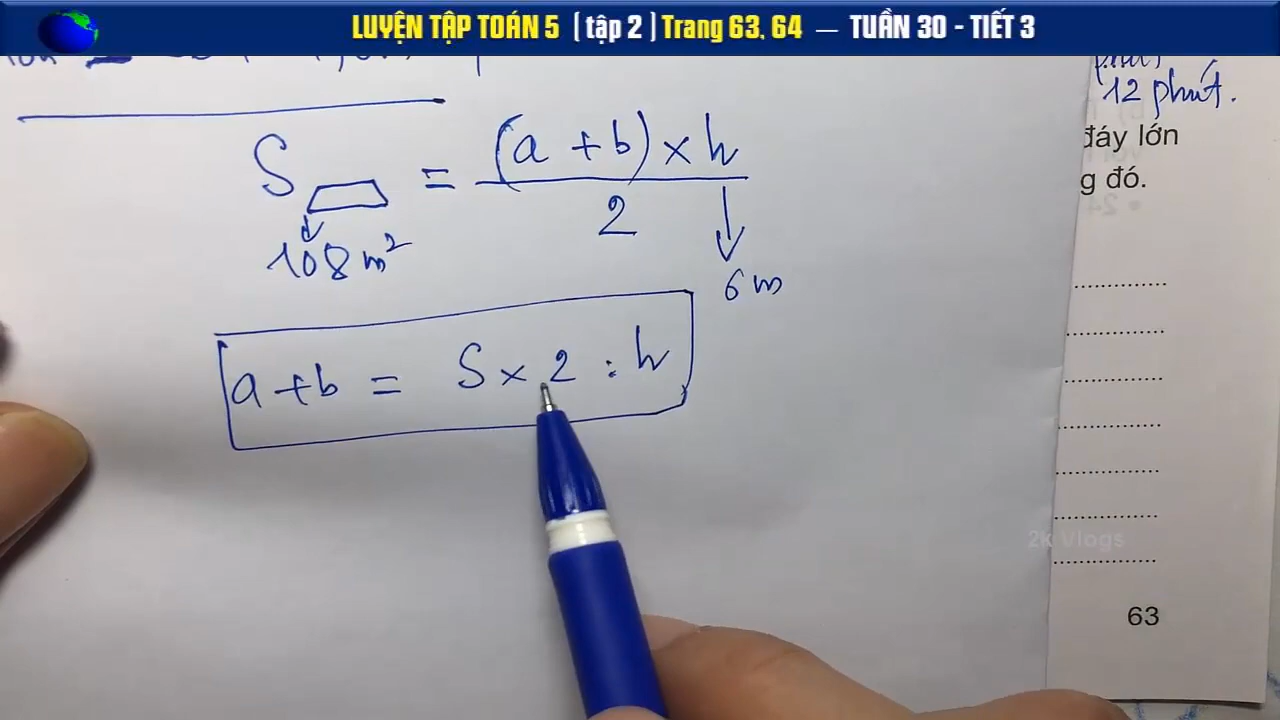 LUYỆN TẬP TOÁN 5 ( tập 2 ) Trang 63, 64 — TUẦN 30 - TIẾT 3
12 phút.
đáy lớn
g đó.
S = (a + b) × h
2
108 m²
6 m
a + b = S × 2 : h
2k Vlogs
63